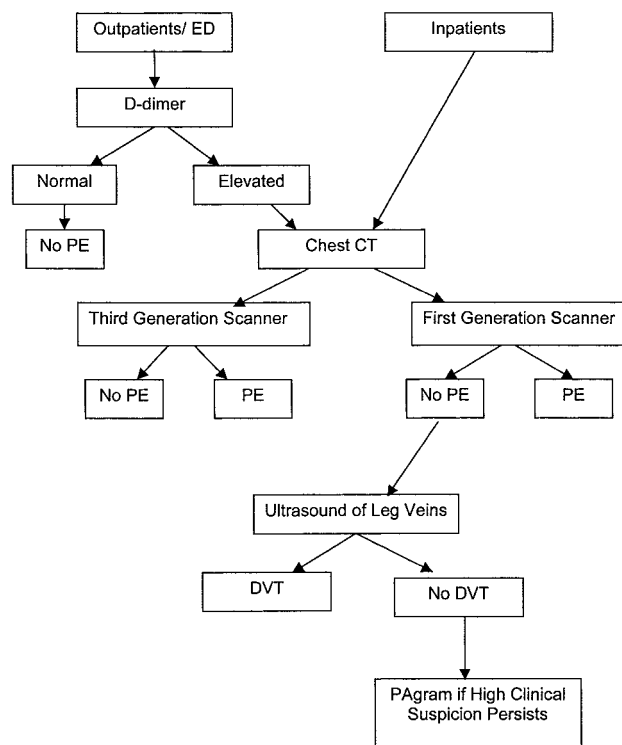 Outpatients/ ED
Inpatients
D-dimer
Normal
Elevated
No PE
Chest CT
Third Generation Scanner
First Generation Scanner
No PE
PE
No PE
PE
Ultrasound of Leg Veins
DVT
No DVT
PAgram if High Clinical
Suspicion Persists